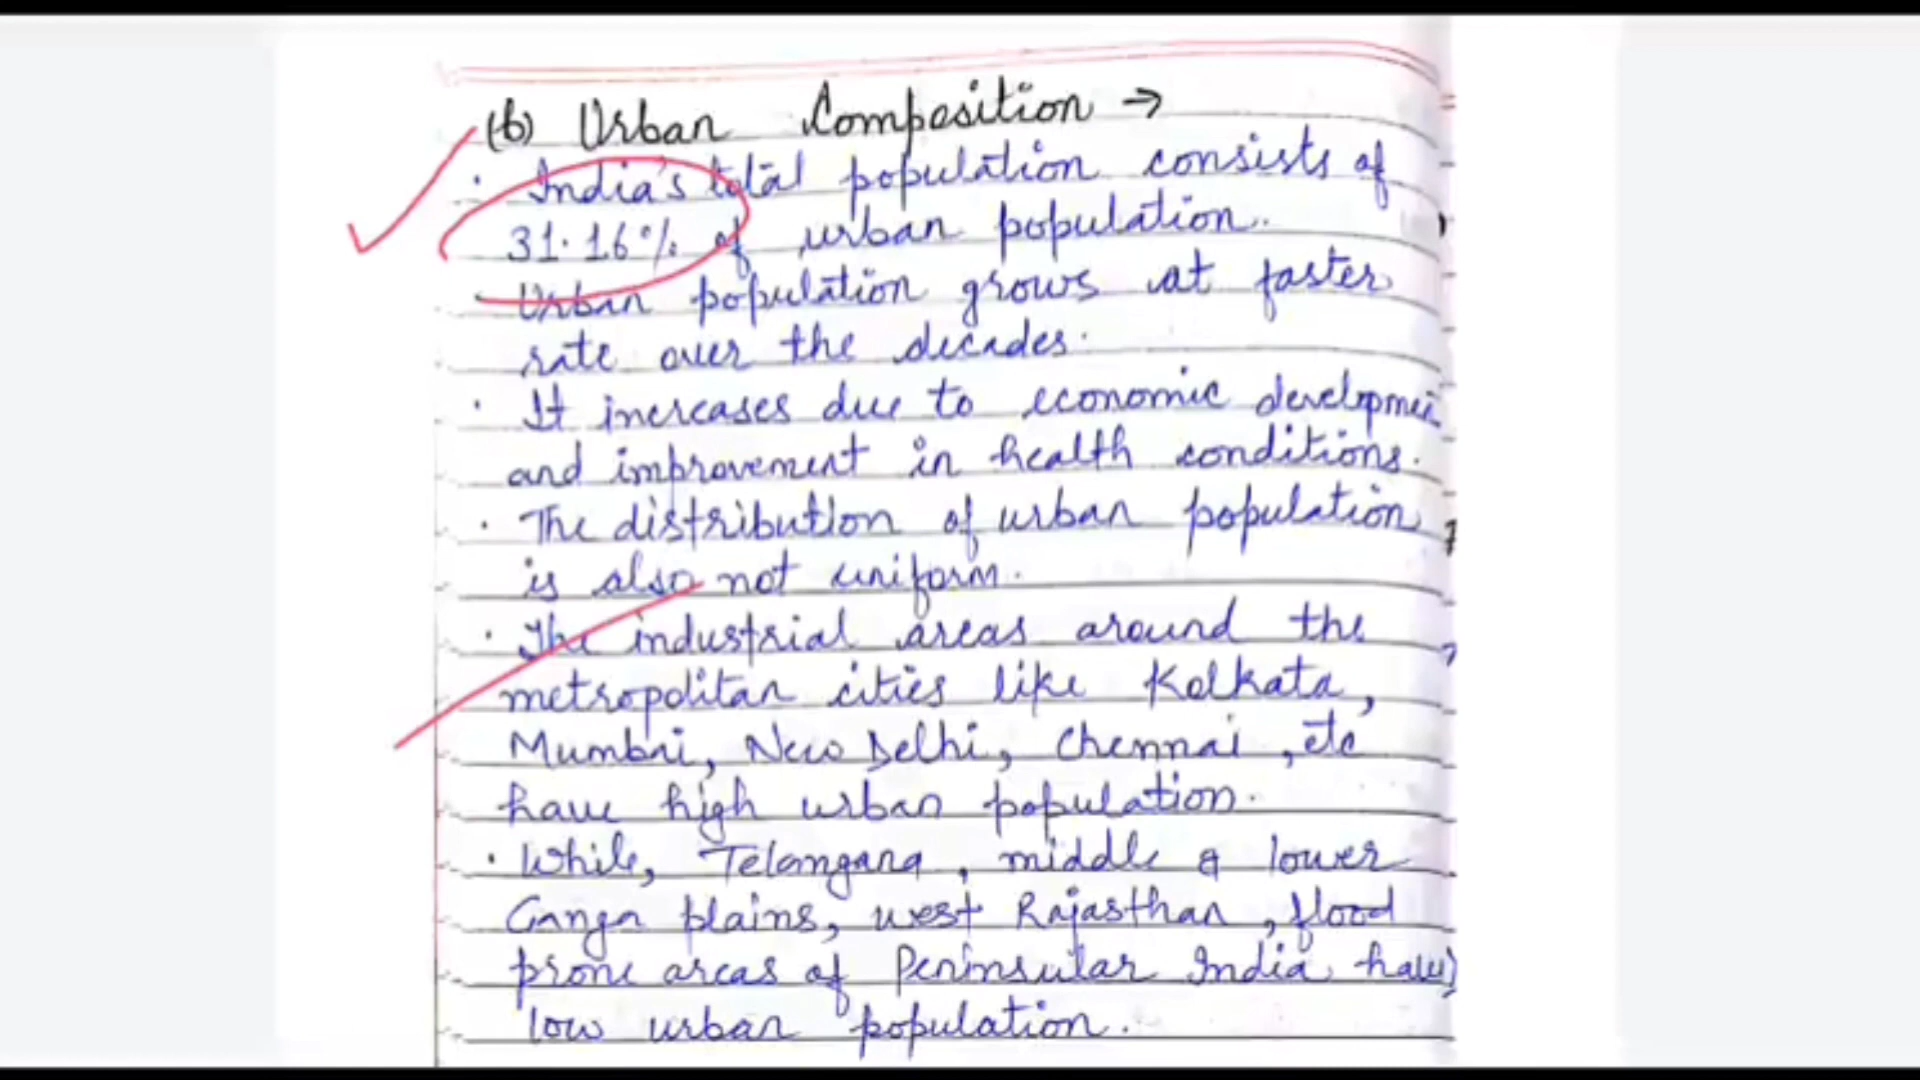 (b) Urban Composition →
· India's total population consists of
31.16% of urban population.
· Urban population grows at faster
rate over the decades.
· It increases due to economic
and improvement in health conditions.
· The distribution of urban population
is also not uniform.
· The industrial areas around the
metropolitan cities like Kolkata,
Mumbai, New Delhi, Chennai, etc
have high urban population.
· While, Telangana, middle & lower
Ganga plains, west Rajasthan, flood
prone areas of Peninsular India, have
low urban population.